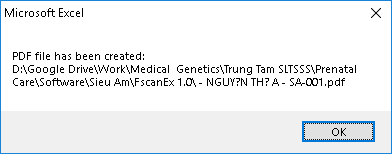 Microsoft Excel
PDF file has been created:
D:\Google Drive\Work\Medical  Genetics\Trung Tam SLTSSS\Prenatal
Care\Software\Sieu Am\FscanEx 1.0\ - NGUY?N TH? A - SA-001.pdf
OK